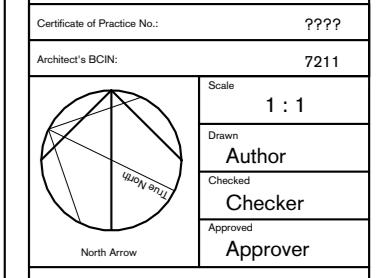 Certificate of Practice No.: ????
Architect's BCIN: 7211
Scale
1 : 1
Drawn
Author
Checked
Checker
Approved
Approver
True North
North Arrow